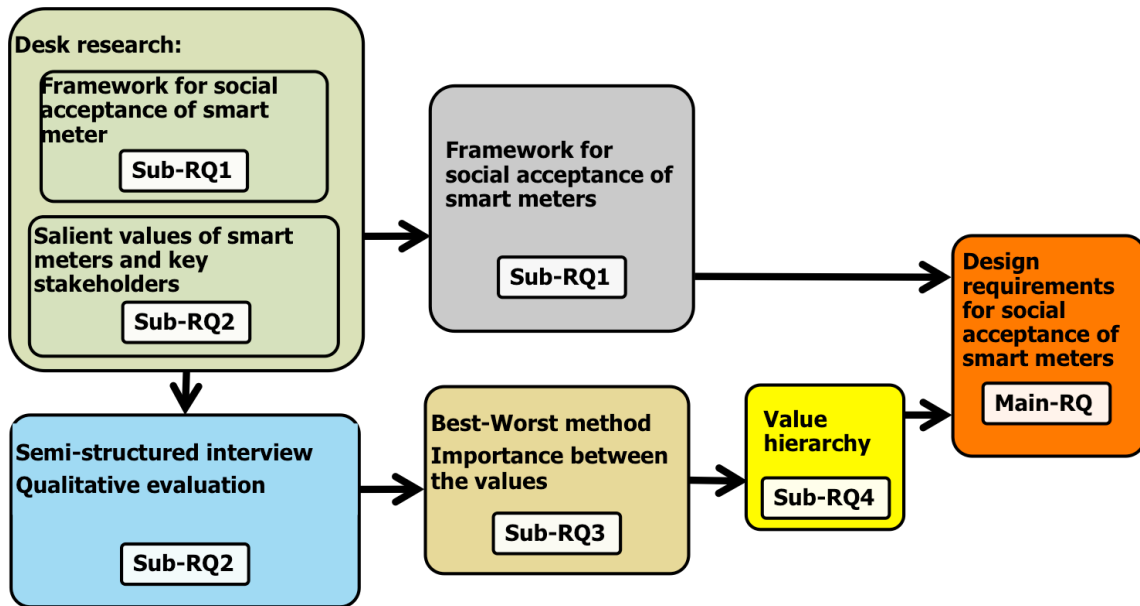 Desk research:
Framework for social
acceptance of smart
meter
Sub-RQ1
Salient values of smart
meters and key
stakeholders
Sub-RQ2
Framework for
social acceptance of
smart meters
Sub-RQ1
Semi-structured interview
Qualitative evaluation
Sub-RQ2
Best-Worst method
Importance between
the values
Sub-RQ3
Value
hierarchy
Sub-RQ4
Design
requirements
for social
acceptance of
smart meters
Main-RQ